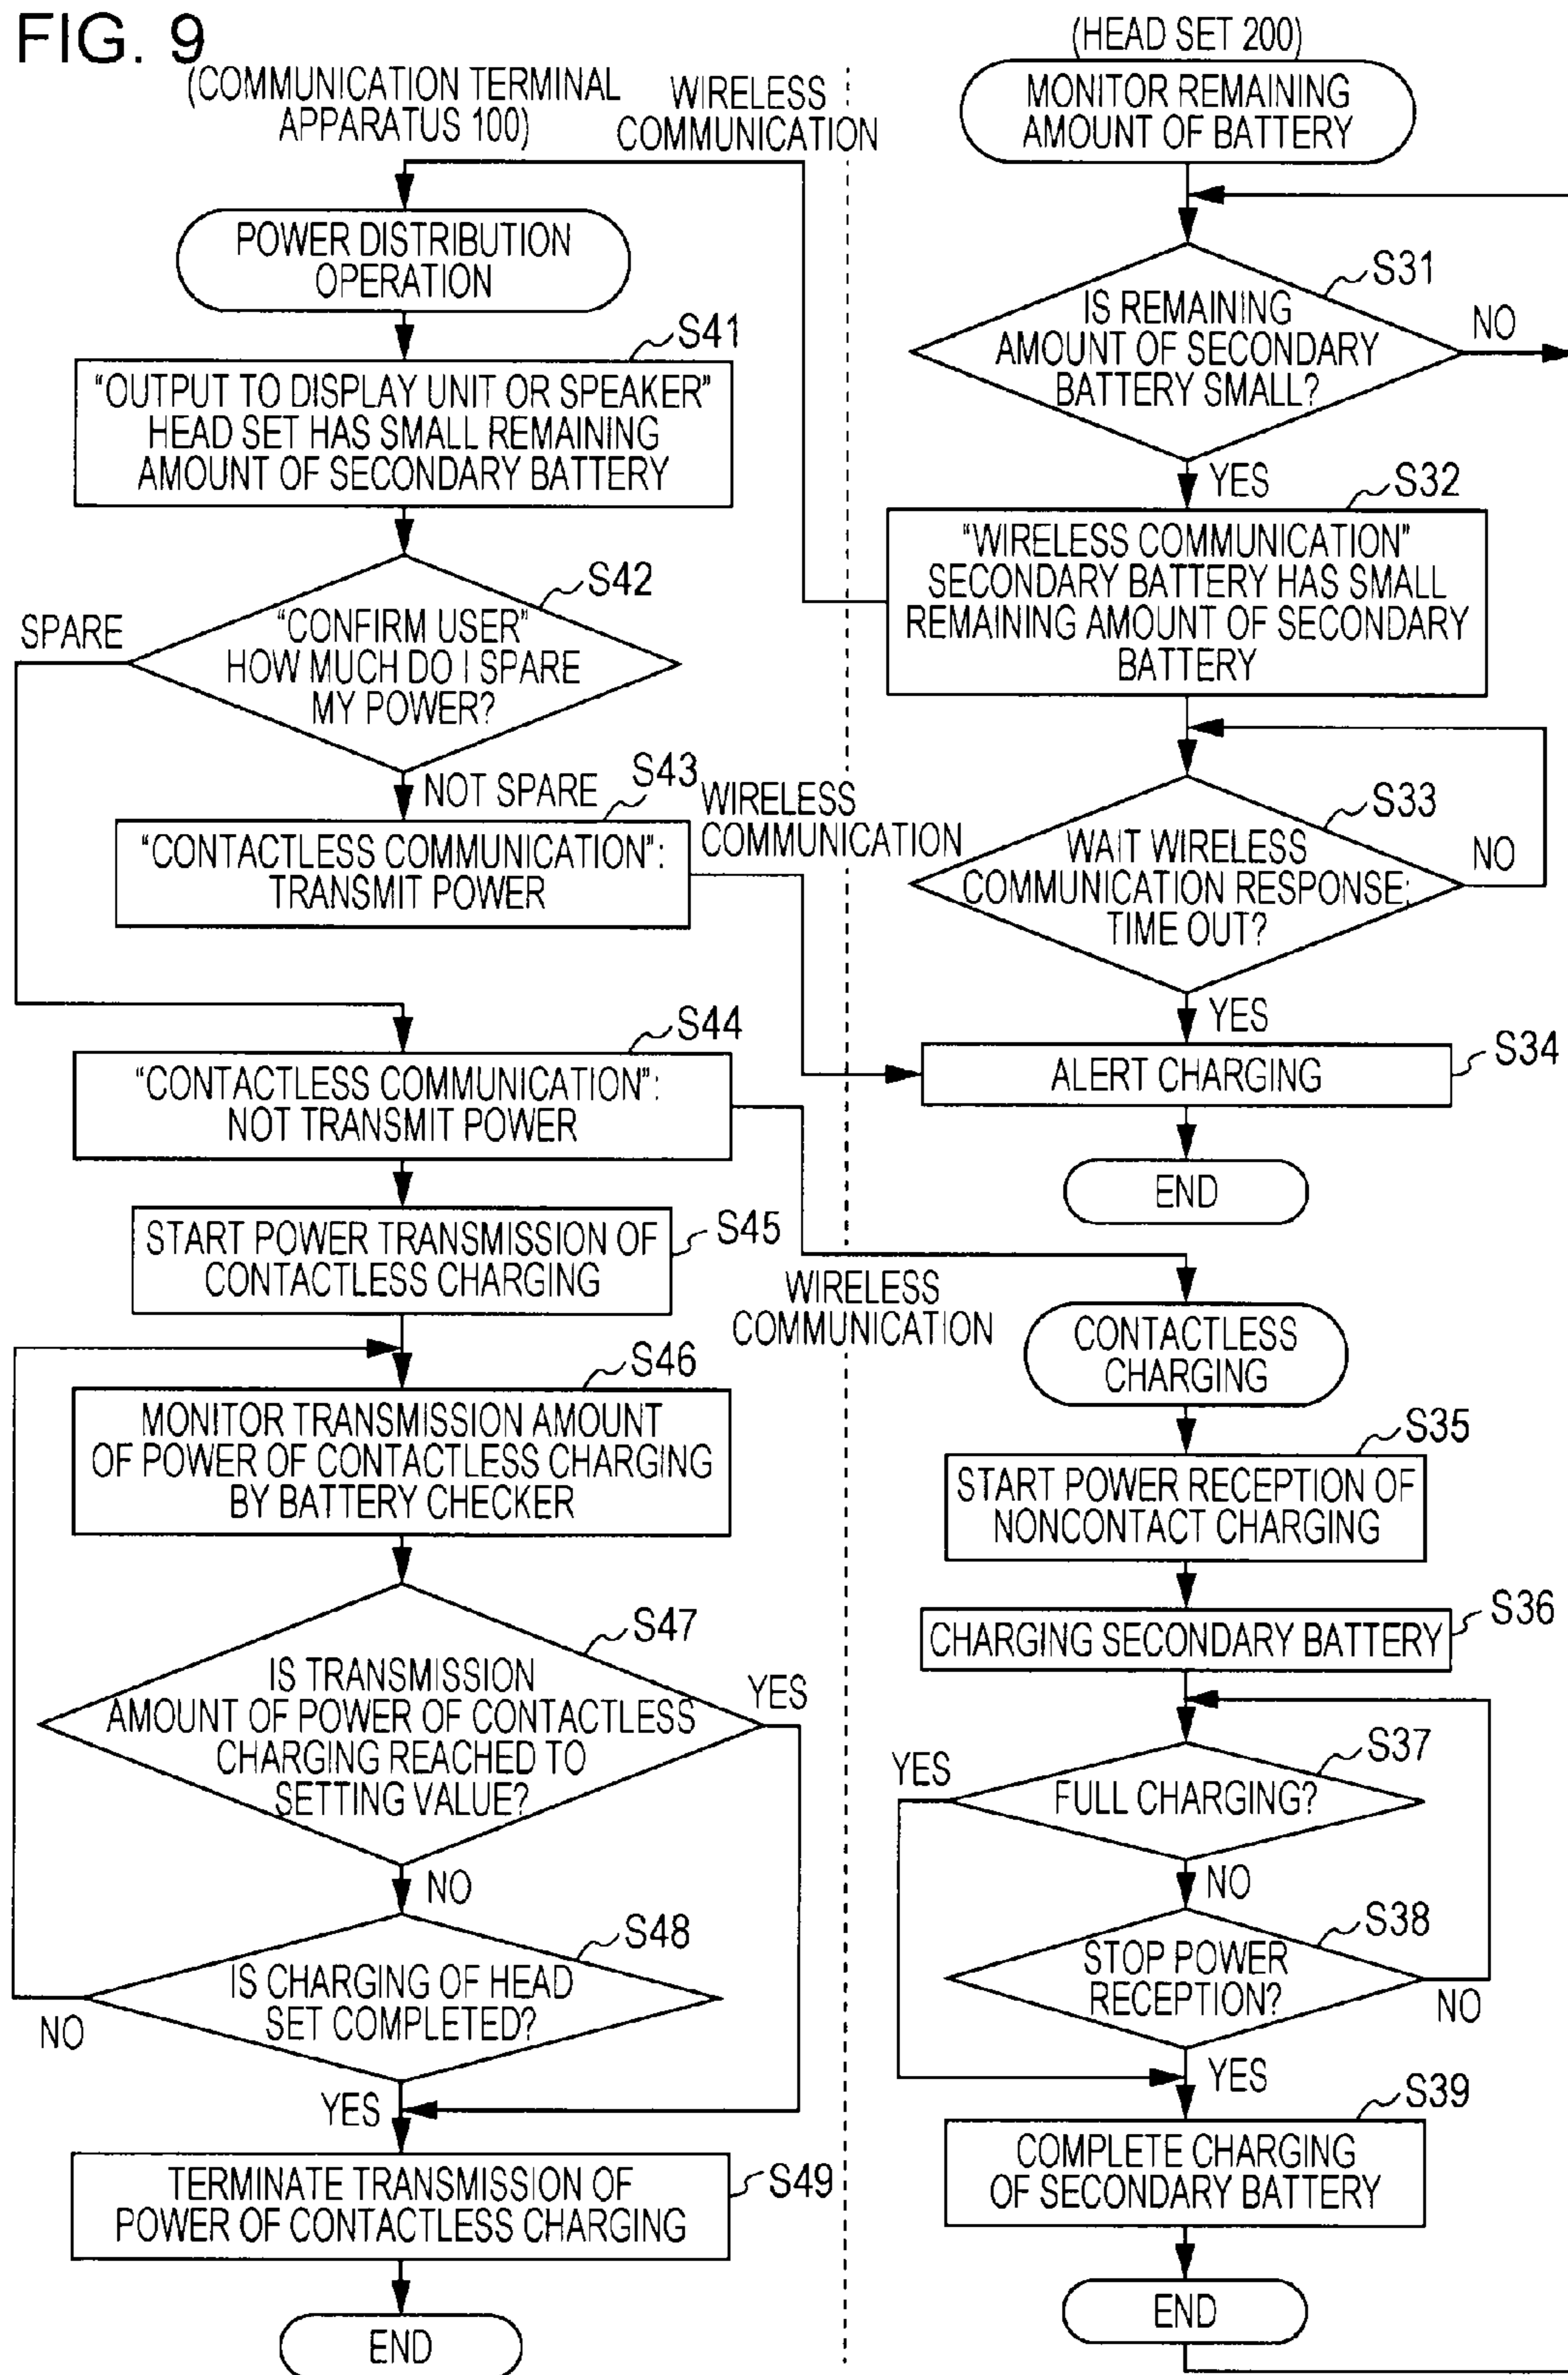 FIG. 9
(COMMUNICATION TERMINAL
APPARATUS 100)
WIRELESS
COMMUNICATION
POWER DISTRIBUTION
OPERATION
S41
“OUTPUT TO DISPLAY UNIT OR SPEAKER”
HEAD SET HAS SMALL REMAINING
AMOUNT OF SECONDARY BATTERY
S42
SPARE
“CONFIRM USER”
HOW MUCH DO I SPARE
MY POWER?
NOT SPARE
S43
“CONTACTLESS COMMUNICATION”:
TRANSMIT POWER
WIRELESS
COMMUNICATION
S44
“CONTACTLESS COMMUNICATION”:
NOT TRANSMIT POWER
START POWER TRANSMISSION OF
CONTACTLESS CHARGING
S45
WIRELESS
COMMUNICATION
S46
MONITOR TRANSMISSION AMOUNT
OF POWER OF CONTACTLESS CHARGING
BY BATTERY CHECKER
S47
IS TRANSMISSION
AMOUNT OF POWER OF CONTACTLESS
CHARGING REACHED TO
SETTING VALUE?
YES
NO
S48
IS CHARGING OF HEAD
SET COMPLETED?
NO
YES
TERMINATE TRANSMISSION OF
POWER OF CONTACTLESS CHARGING
S49
END
(HEAD SET 200)
MONITOR REMAINING
AMOUNT OF BATTERY
S31
IS REMAINING
AMOUNT OF SECONDARY
BATTERY SMALL?
NO
YES
S32
“WIRELESS COMMUNICATION”
SECONDARY BATTERY HAS SMALL
REMAINING AMOUNT OF SECONDARY
BATTERY
S33
WAIT WIRELESS
COMMUNICATION RESPONSE;
TIME OUT?
NO
YES
ALERT CHARGING
S34
END
CONTACTLESS
CHARGING
S35
START POWER RECEPTION OF
NONCONTACT CHARGING
CHARGING SECONDARY BATTERY
S36
S37
YES
FULL CHARGING?
NO
S38
STOP POWER
RECEPTION?
NO
YES
S39
COMPLETE CHARGING
OF SECONDARY BATTERY
END